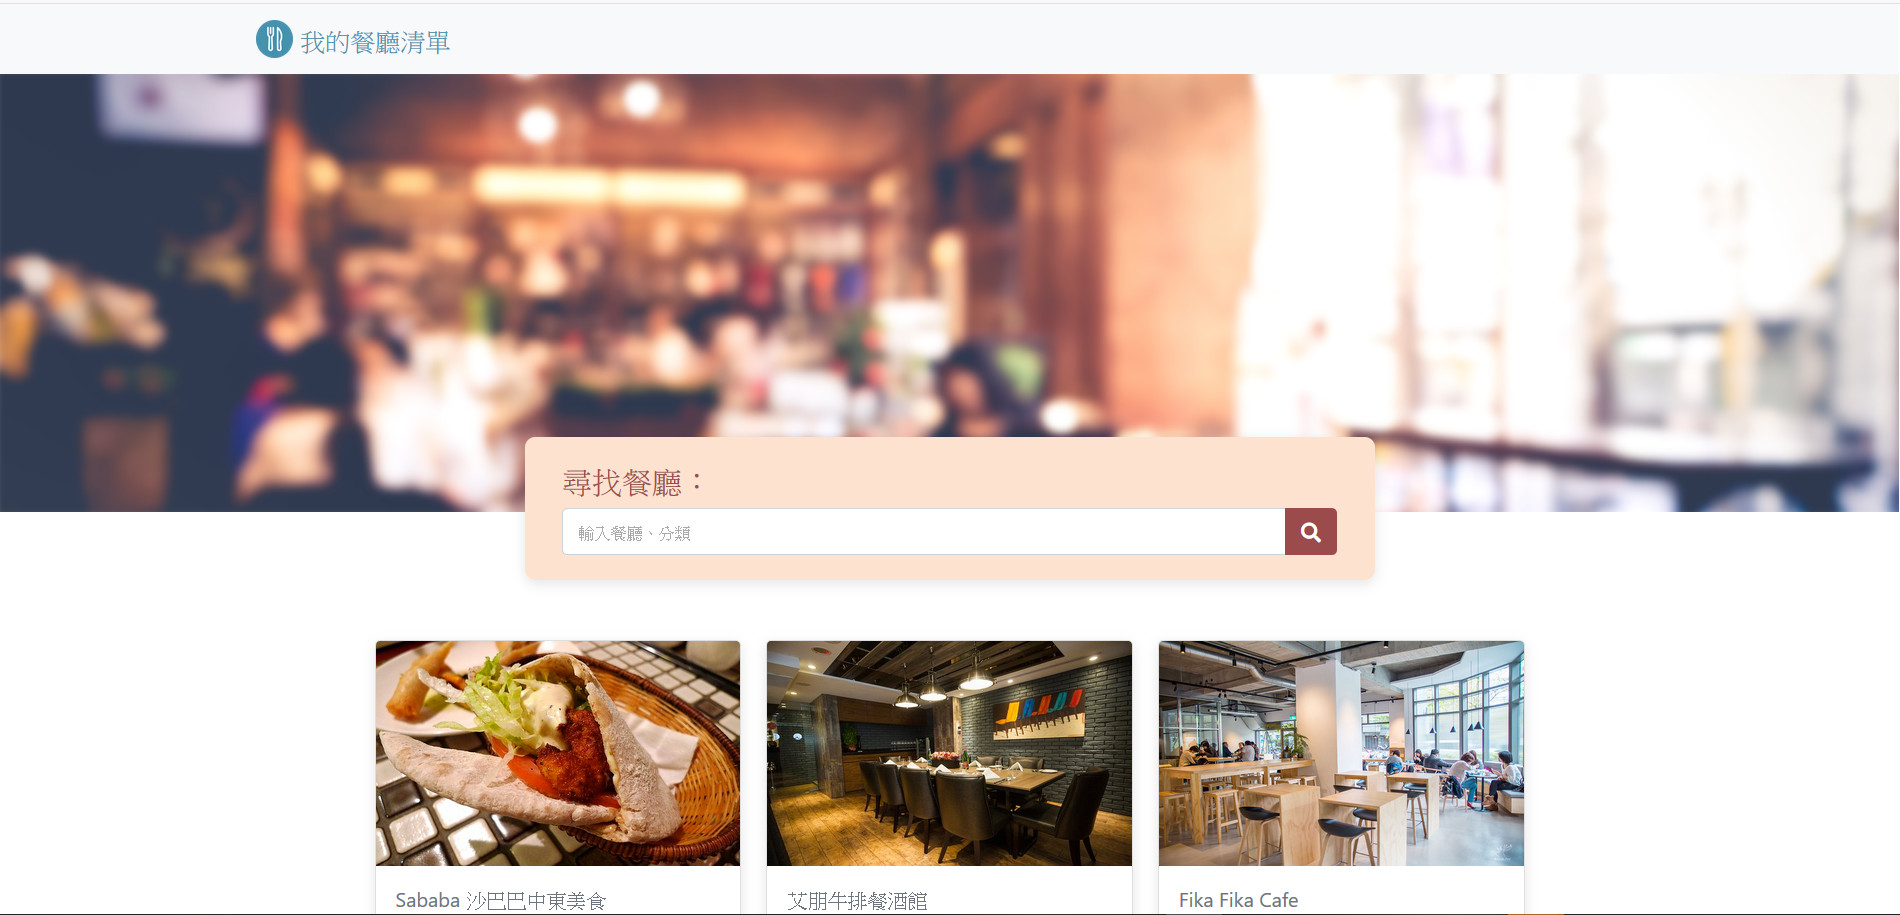 我的餐廳清單
尋找餐廳：
輸入餐廳、分類
Sababa 沙巴巴中東美食
艾朋牛排餐酒館
Fika Fika Cafe